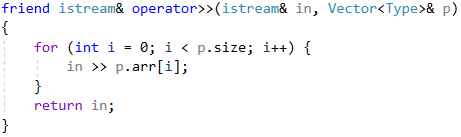 friend istream& operator>>(istream& in, Vector<Type>& p)
{
    for (int i = 0; i < p.size; i++) {
        in >> p.arr[i];
    }
    return in;
}